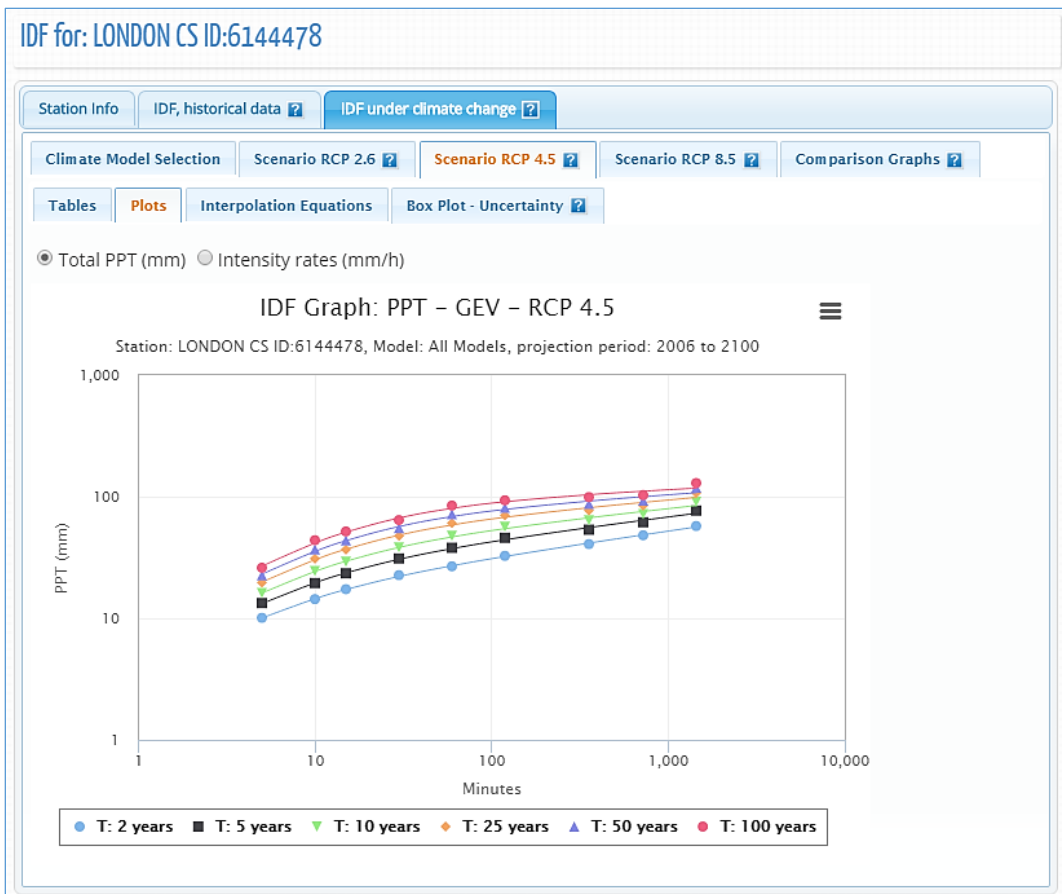 IDF for: LONDON CS ID:6144478
Station Info IDF, historical data ? IDF under climate change ?
Climate Model Selection Scenario RCP 2.6 ? Scenario RCP 4.5 ? Scenario RCP 8.5 ? Comparison Graphs ?
Tables Plots Interpolation Equations Box Plot - Uncertainty ?
Total PPT (mm) Intensity rates (mm/h)
IDF Graph: PPT – GEV – RCP 4.5
Station: LONDON CS ID:6144478, Model: All Models, projection period: 2006 to 2100
1,000
100
10
1
PPT (mm)
1 10 100 1,000 10,000
Minutes
T: 2 years T: 5 years T: 10 years T: 25 years T: 50 years T: 100 years